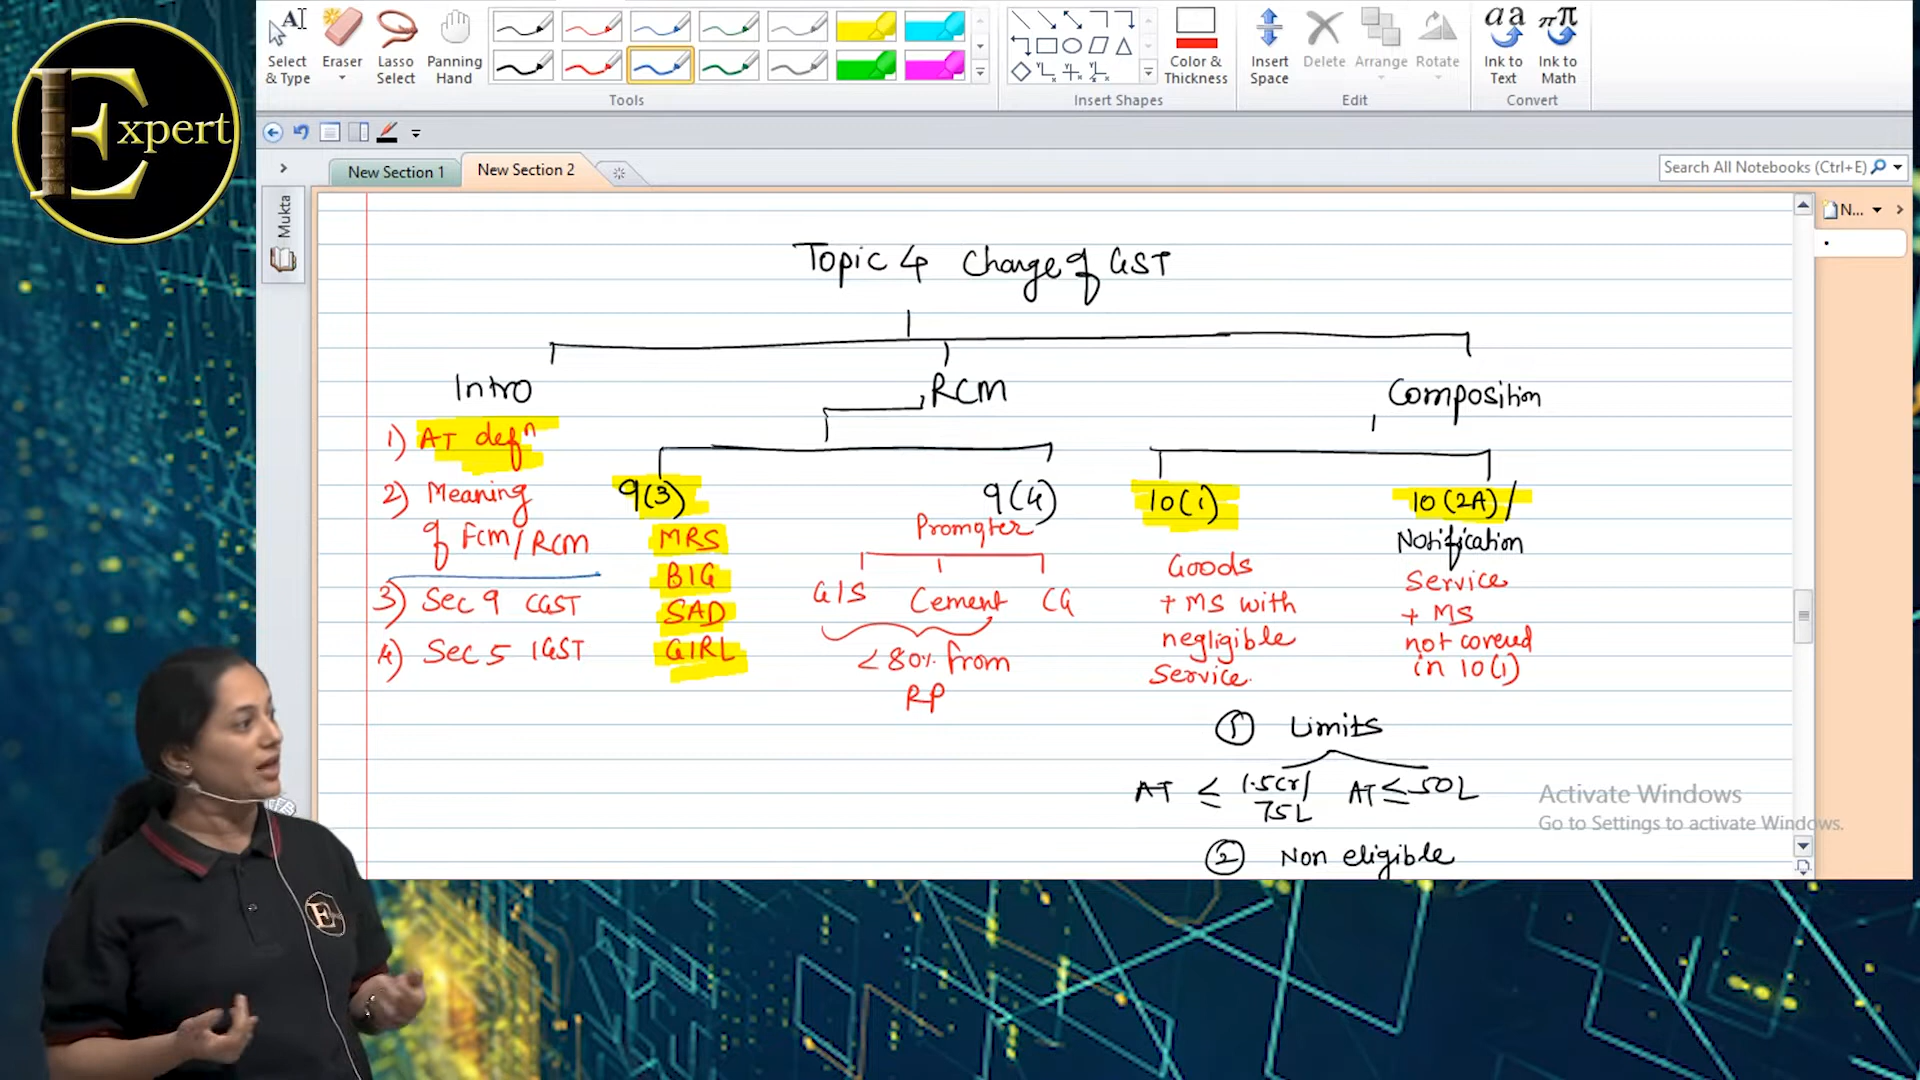 Expert
Select & Type
Eraser
Lasso Select
Panning Hand
Tools
Insert Shapes
Color & Thickness
Insert Space
Delete
Arrange
Rotate
Edit
Ink to Text
Ink to Math
Convert
New Section 1
New Section 2
Search All Notebooks (Ctrl+E)
N...
Mukta
Topic 4 Charge of GST
Intro
RCM
Composition
1) AT defn
2) Meaning
of FCM/RCM
3) Sec 9 CGST
4) Sec 5 IGST
9(3)
MRS
BIG
SAD
GIRL
9(4)
Promoter
G/S
Cement
CG
<80% from
RP
10(1)
Goods
+ MS with
negligible
Service.
10(2A)/
Notification
Service
+ MS
not covered
in 10(1)
① Limits
AT ≤ 1.5Cr/
75L
AT ≤ 50L
② Non eligible
Activate Windows
Go to Settings to activate Windows.
E